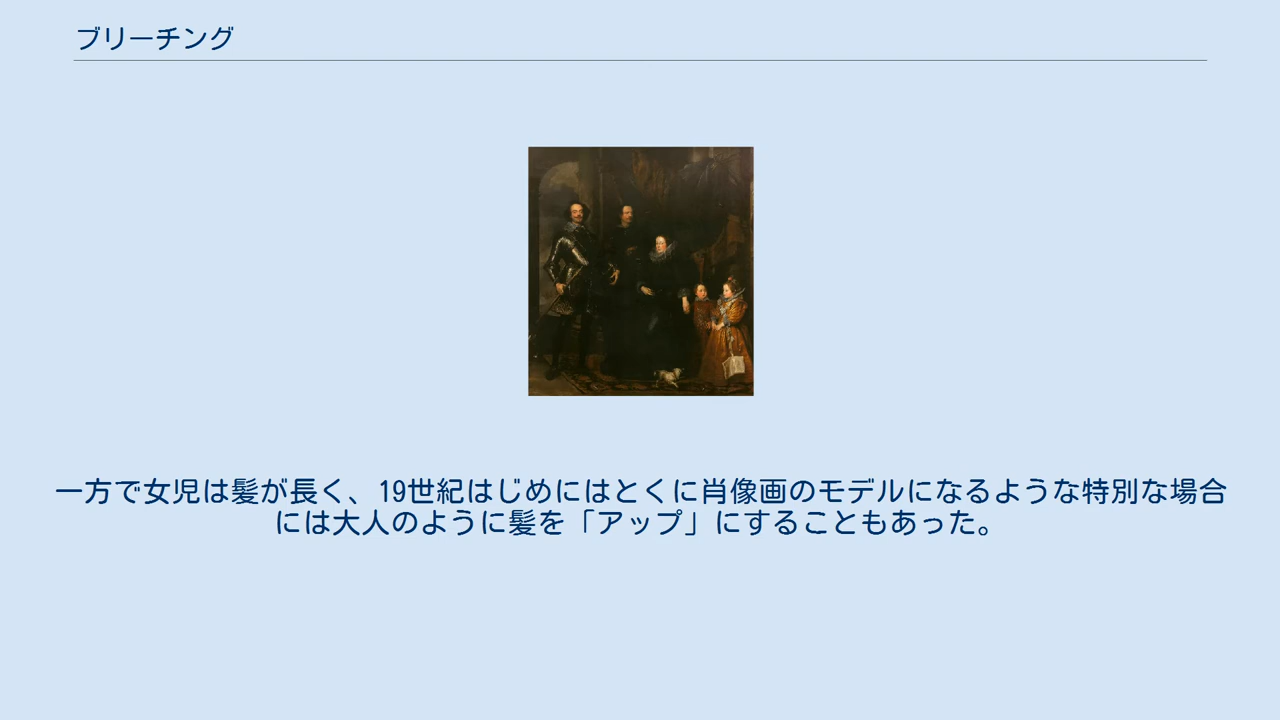 ブリーチング
一方で女児は髪が長く、19世紀はじめにはとくに肖像画のモデルになるような特別な場合
には大人のように髪を「アップ」にすることもあった。